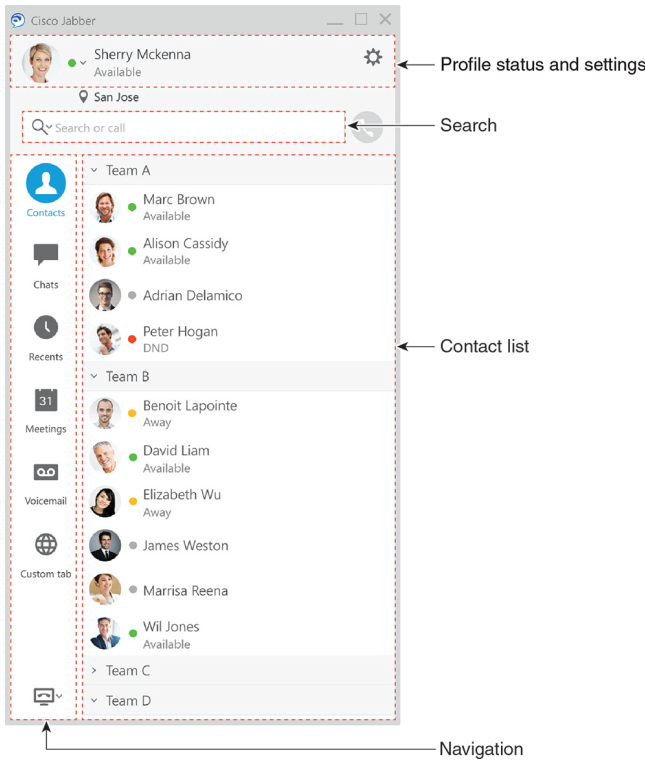 Cisco Jabber
Sherry Mckenna
Available
Profile status and settings
San Jose
Search or call
Search
Contacts
Chats
Recents
31
Meetings
Voicemail
Custom tab
Team A
Marc Brown
Available
Alison Cassidy
Available
Adrian Delamico
Peter Hogan
DND
Contact list
Team B
Benoit Lapointe
Away
David Liam
Available
Elizabeth Wu
Away
James Weston
Marrisa Reena
Wil Jones
Available
Team C
Team D
Navigation